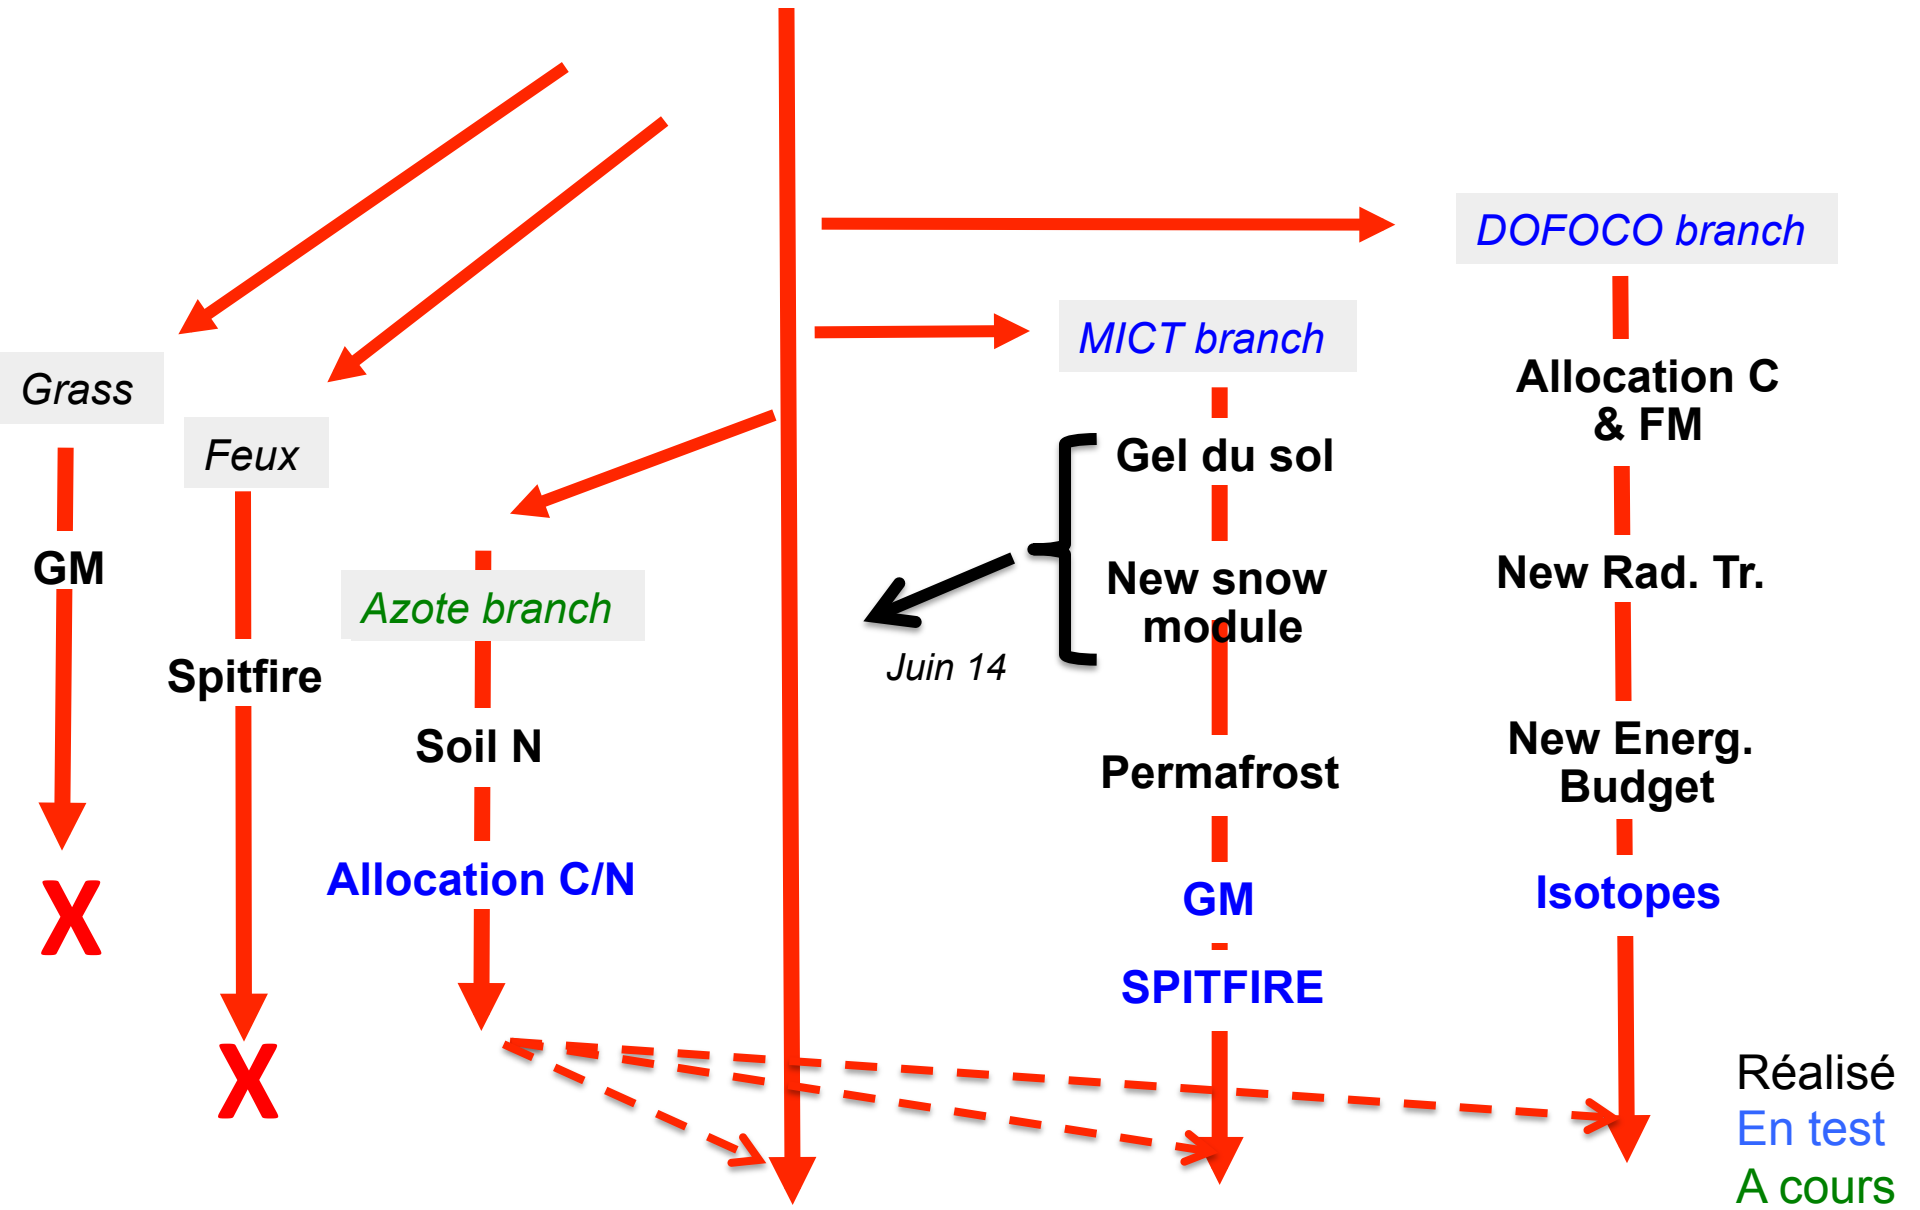 Grass
GM
X
Feux
Spitfire
X
Azote branch
Soil N
Allocation C/N
Juin 14
MICT branch
Gel du sol
New snow
module
Permafrost
GM
SPITFIRE
DOFOCO branch
Allocation C
& FM
New Rad. Tr.
New Energ.
Budget
Isotopes
Réalisé
En test
A cours